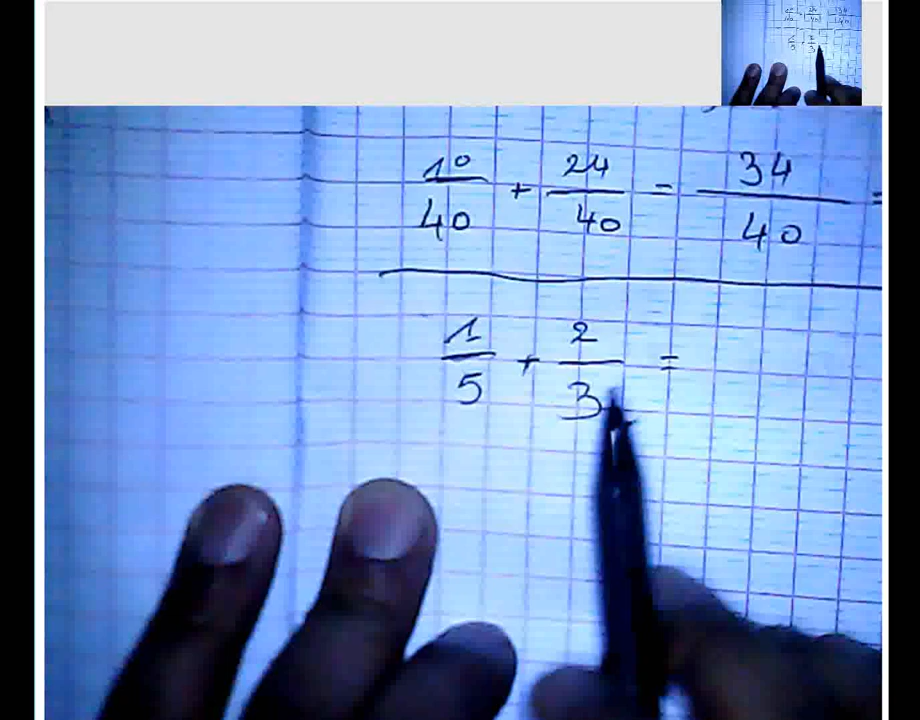 10/40 + 24/40 = 34/40 =
1/5 + 2/3 =